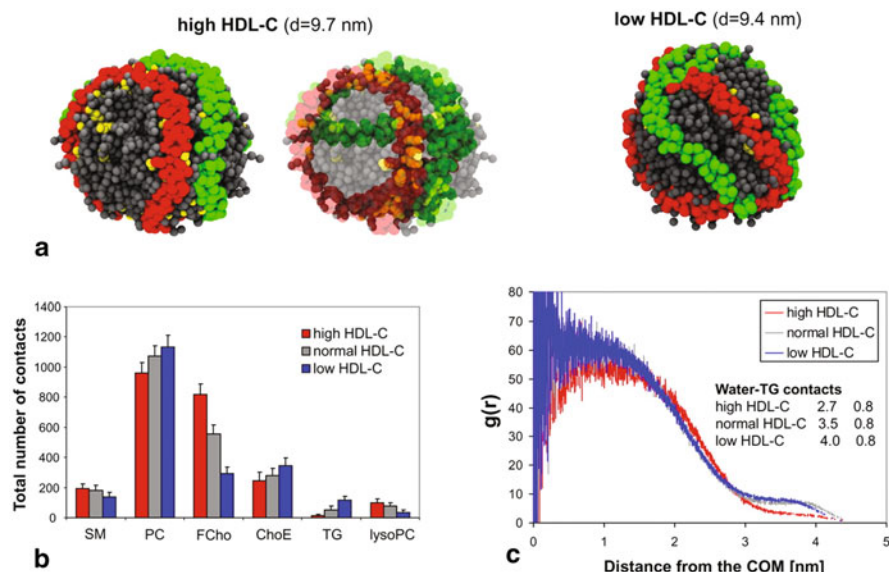 high HDL-C (d=9.7 nm)
low HDL-C (d=9.4 nm)
a
Total number of contacts
1400
1200
1000
800
600
400
200
0
high HDL-C
normal HDL-C
low HDL-C
SM PC FCho ChoE TG lysoPC
b
g(r)
80
70
60
50
40
30
20
10
0
high HDL-C
normal HDL-C
low HDL-C
Water-TG contacts
high HDL-C 2.7 0.8
normal HDL-C 3.5 0.8
low HDL-C 4.0 0.8
0 1 2 3 4 5
Distance from the COM [nm]
c